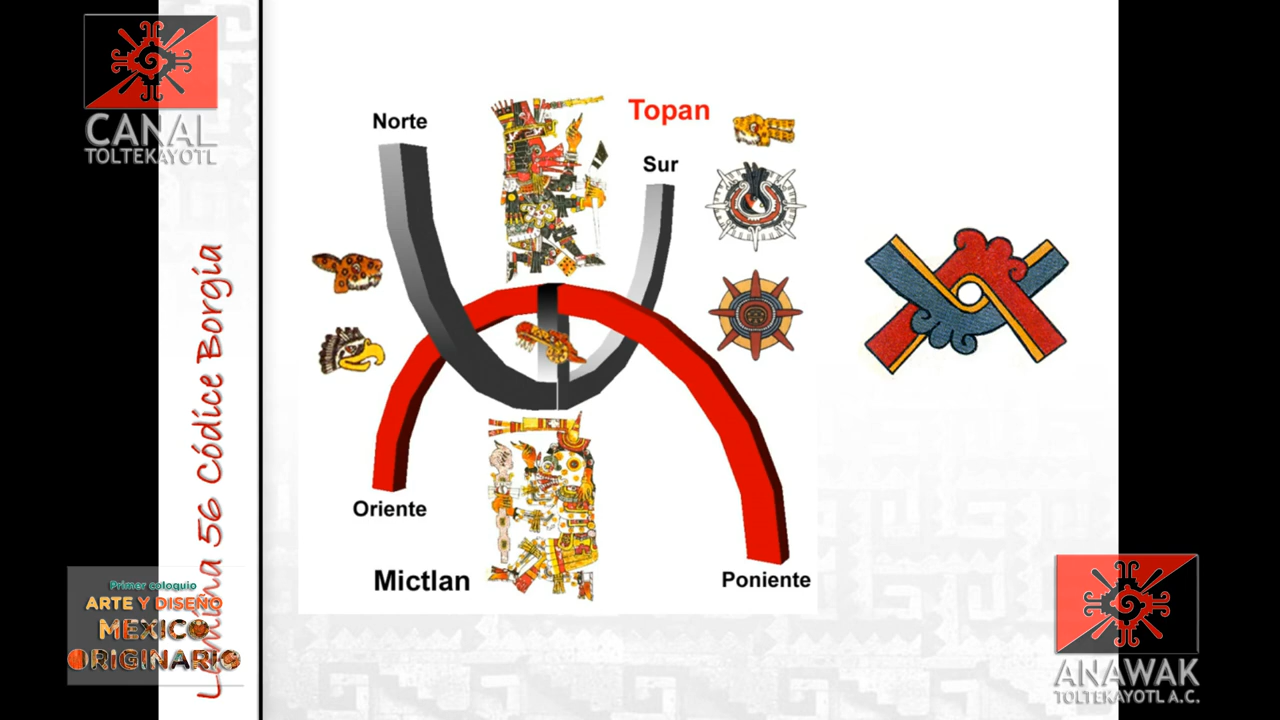 CANAL
TOLTEKAYOTL
Lámina 56 Códice Borgía
Norte
Topan
Sur
Oriente
Mictlan
Poniente
Primer coloquio
ARTE Y DISEÑO
MEXICO
ORIGINARIO
ANAWAK
TOLTEKAYOTL A.C.